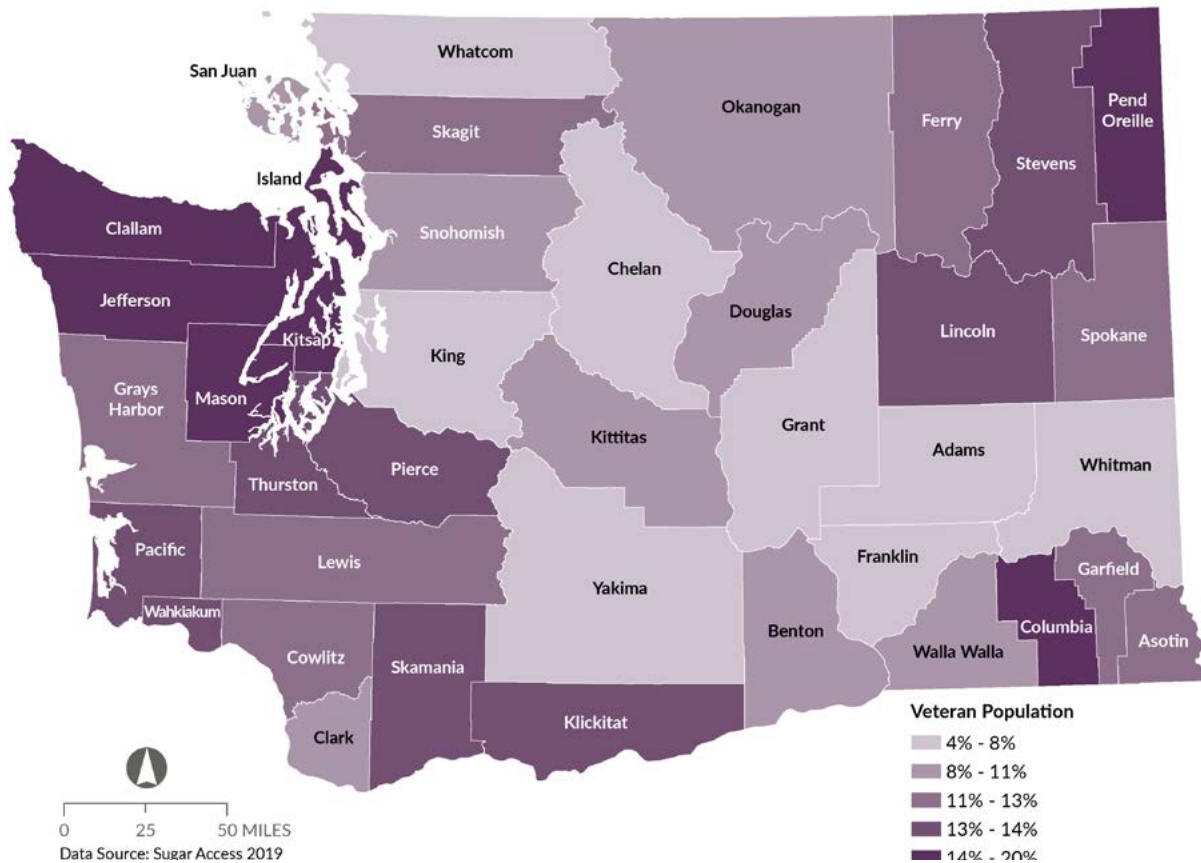 Whatcom
San Juan
Okanogan
Pend
Oreille
Skagit
Ferry
Stevens
Island
Clallam
Snohomish
Chelan
Jefferson
Douglas
Kitsap
King
Lincoln
Spokane
Grays
Harbor
Mason
Grant
Kittitas
Adams
Whitman
Pierce
Thurston
Pacific
Lewis
Franklin
Garfield
Yakima
Wahkiakum
Benton
Columbia
Asotin
Walla Walla
Cowlitz
Skamania
Klickitat
Clark
Veteran Population
4% - 8%
8% - 11%
11% - 13%
13% - 14%
14% - 20%
0 25 50 MILES
Data Source: Sugar Access 2019